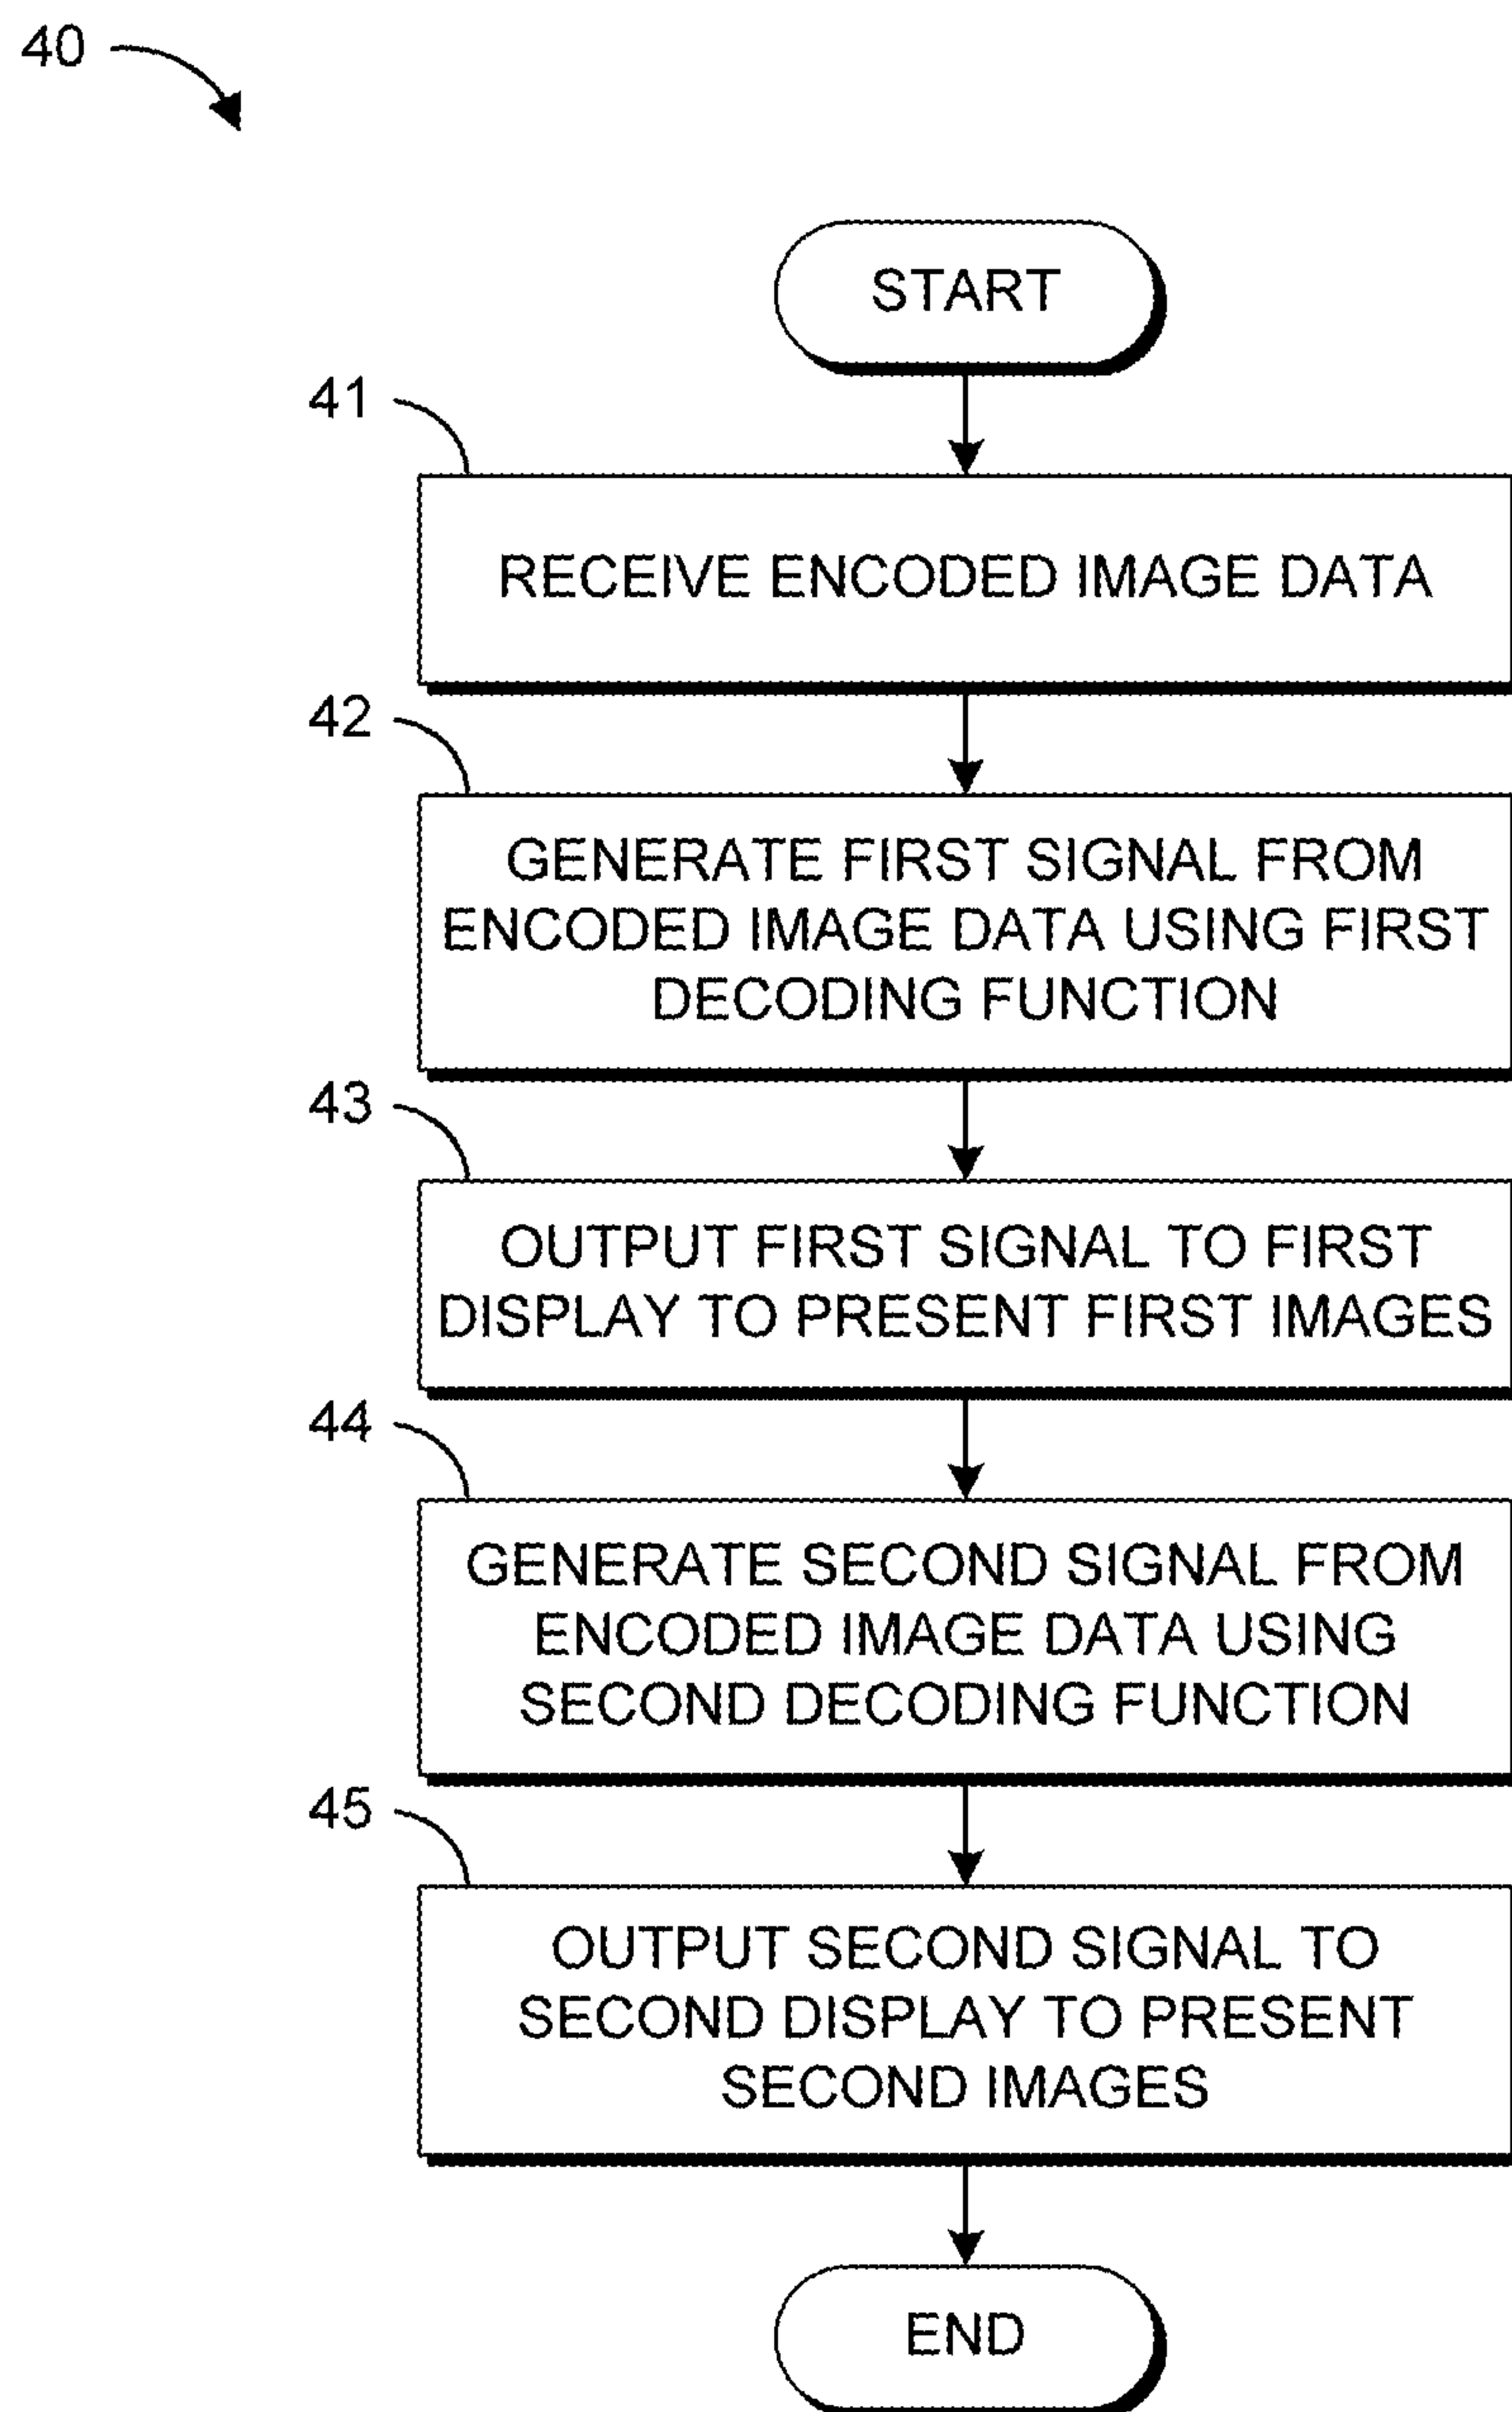 40
START
41
RECEIVE ENCODED IMAGE DATA
42
GENERATE FIRST SIGNAL FROM
ENCODED IMAGE DATA USING FIRST
DECODING FUNCTION
43
OUTPUT FIRST SIGNAL TO FIRST
DISPLAY TO PRESENT FIRST IMAGES
44
GENERATE SECOND SIGNAL FROM
ENCODED IMAGE DATA USING
SECOND DECODING FUNCTION
45
OUTPUT SECOND SIGNAL TO
SECOND DISPLAY TO PRESENT
SECOND IMAGES
END